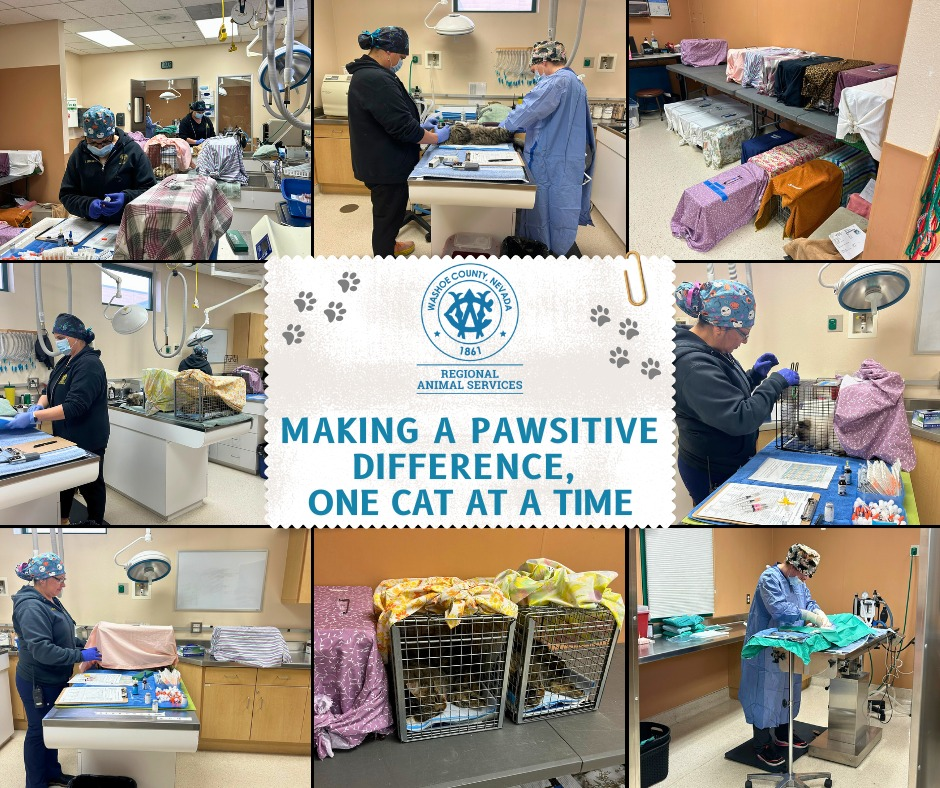 WASHOE COUNTY, NEVADA
1861
REGIONAL
ANIMAL SERVICES
MAKING A PAWSITIVE
DIFFERENCE,
ONE CAT AT A TIME